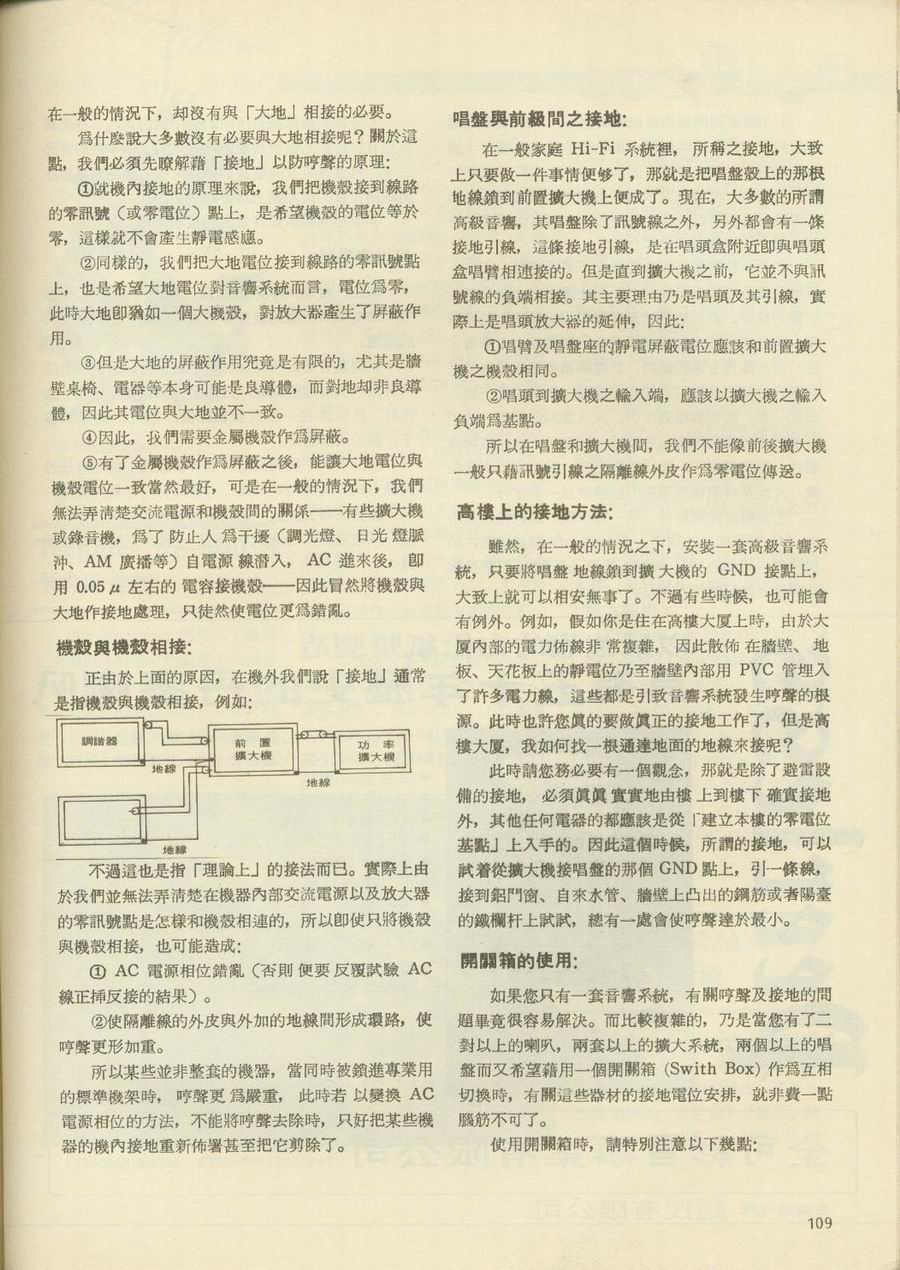 在一般的情況下，却沒有與「大地」相接的必要。
爲什麼說大多數沒有必要與大地相接呢？關於這
點，我們必須先瞭解藉「接地」以防哼聲的原理：
①就機內接地的原理來說，我們把機殼接到線路
的零訊號（或零電位）點上，是希望機殼的電位等於
零，這樣就不會產生靜電感應。
②同樣的，我們把大地電位接到線路的零訊號點
上，也是希望大地電位對音響系統而言，電位爲零，
此時大地卽猶如一個大機殼，對放大器產生了屏蔽作
用。
③但是大地的屏蔽作用究竟是有限的，尤其是牆
壁桌椅、電器等本身可能是良導體，而對地却非良導
體，因此其電位與大地並不一致。
④因此，我們需要金屬機殼作爲屏蔽。
⑤有了金屬機殼作爲屏蔽之後，能讓大地電位與
機殼電位一致當然最好，可是在一般的情況下，我們
無法弄清楚交流電源和機殼間的關係——有些擴大機
或錄音機，爲了防止人爲干擾（調光燈、日光燈脈
沖、AM 廣播等）自電源線潛入，AC 進來後，卽
用 0.05μ 左右的電容接機殼——因此冒然將機殼與
大地作接地處理，只徒然使電位更爲錯亂。
機殼與機殼相接：
正由於上面的原因，在機外我們說「接地」通常
是指機殼與機殼相接，例如：
調諧器
前置
擴大機
功率
擴大機
地線
地線
地線
不過這也是指「理論上」的接法而已。實際上由
於我們並無法弄清楚在機器內部交流電源以及放大器
的零訊號點是怎樣和機殼相連的，所以卽使只將機殼
與機殼相接，也可能造成：
① AC 電源相位錯亂（否則便要反覆試驗 AC
線正揷反接的結果）。
②使隔離線的外皮與外加的地線間形成環路，使
哼聲更形加重。
所以某些並非整套的機器，當同時被鎖進專業用
的標準機架時，哼聲更爲嚴重，此時若以變換 AC
電源相位的方法，不能將哼聲去除時，只好把某些機
器的機內接地重新佈署甚至把它剪除了。
唱盤與前級間之接地：
在一般家庭 Hi-Fi 系統裡，所稱之接地，大致
上只要做一件事情便够了，那就是把唱盤殼上的那根
地線鎖到前置擴大機上便成了。現在，大多數的所謂
高級音響，其唱盤除了訊號線之外，另外都會有一條
接地引線，這條接地引線，是在唱頭盒附近卽與唱頭
盒唱臂相連接的。但是直到擴大機之前，它並不與訊
號線的負端相接。其主要理由乃是唱頭及其引線，實
際上是唱頭放大器的延伸，因此：
①唱臂及唱盤座的靜電屏蔽電位應該和前置擴大
機之機殼相同。
②唱頭到擴大機之輸入端，應該以擴大機之輸入
負端爲基點。
所以在唱盤和擴大機間，我們不能像前後擴大機
一般只藉訊號引線之隔離線外皮作爲零電位傳送。
高樓上的接地方法：
雖然，在一般的情況之下，安裝一套高級音響系
統，只要將唱盤地線鎖到擴大機的 GND 接點上，
大致上就可以相安無事了。不過有些時候，也可能會
有例外。例如，假如你是住在高樓大厦上時，由於大
厦內部的電力佈線非常複雜，因此散佈在牆壁、地
板、天花板上的靜電位乃至牆壁內部用 PVC 管埋入
了許多電力線，這些都是引致音響系統發生哼聲的根
源。此時也許您眞的要做眞正的接地工作了，但是高
樓大厦，我如何找一根通達地面的地線來接呢？
此時請您務必要有一個觀念，那就是除了避雷設
備的接地，必須眞眞實實地由樓上到樓下確實接地
外，其他任何電器的都應該是從「建立本樓的零電位
基點」上入手的。因此這個時候，所謂的接地，可以
試着從擴大機接唱盤的那個 GND 點上，引一條線，
接到鋁門窗、自來水管、牆壁上凸出的鋼筋或者陽臺
的鐵欄杆上試試，總有一處會使哼聲達於最小。
開關箱的使用：
如果您只有一套音響系統，有關哼聲及接地的問
題畢竟很容易解決。而比較複雜的，乃是當您有了二
對以上的喇叭，兩套以上的擴大系統，兩個以上的唱
盤而又希望藉用一個開關箱 (Swith Box) 作爲互相
切換時，有關這些器材的接地電位安排，就非費一點
腦筋不可了。
使用開關箱時，請特別注意以下幾點：
109